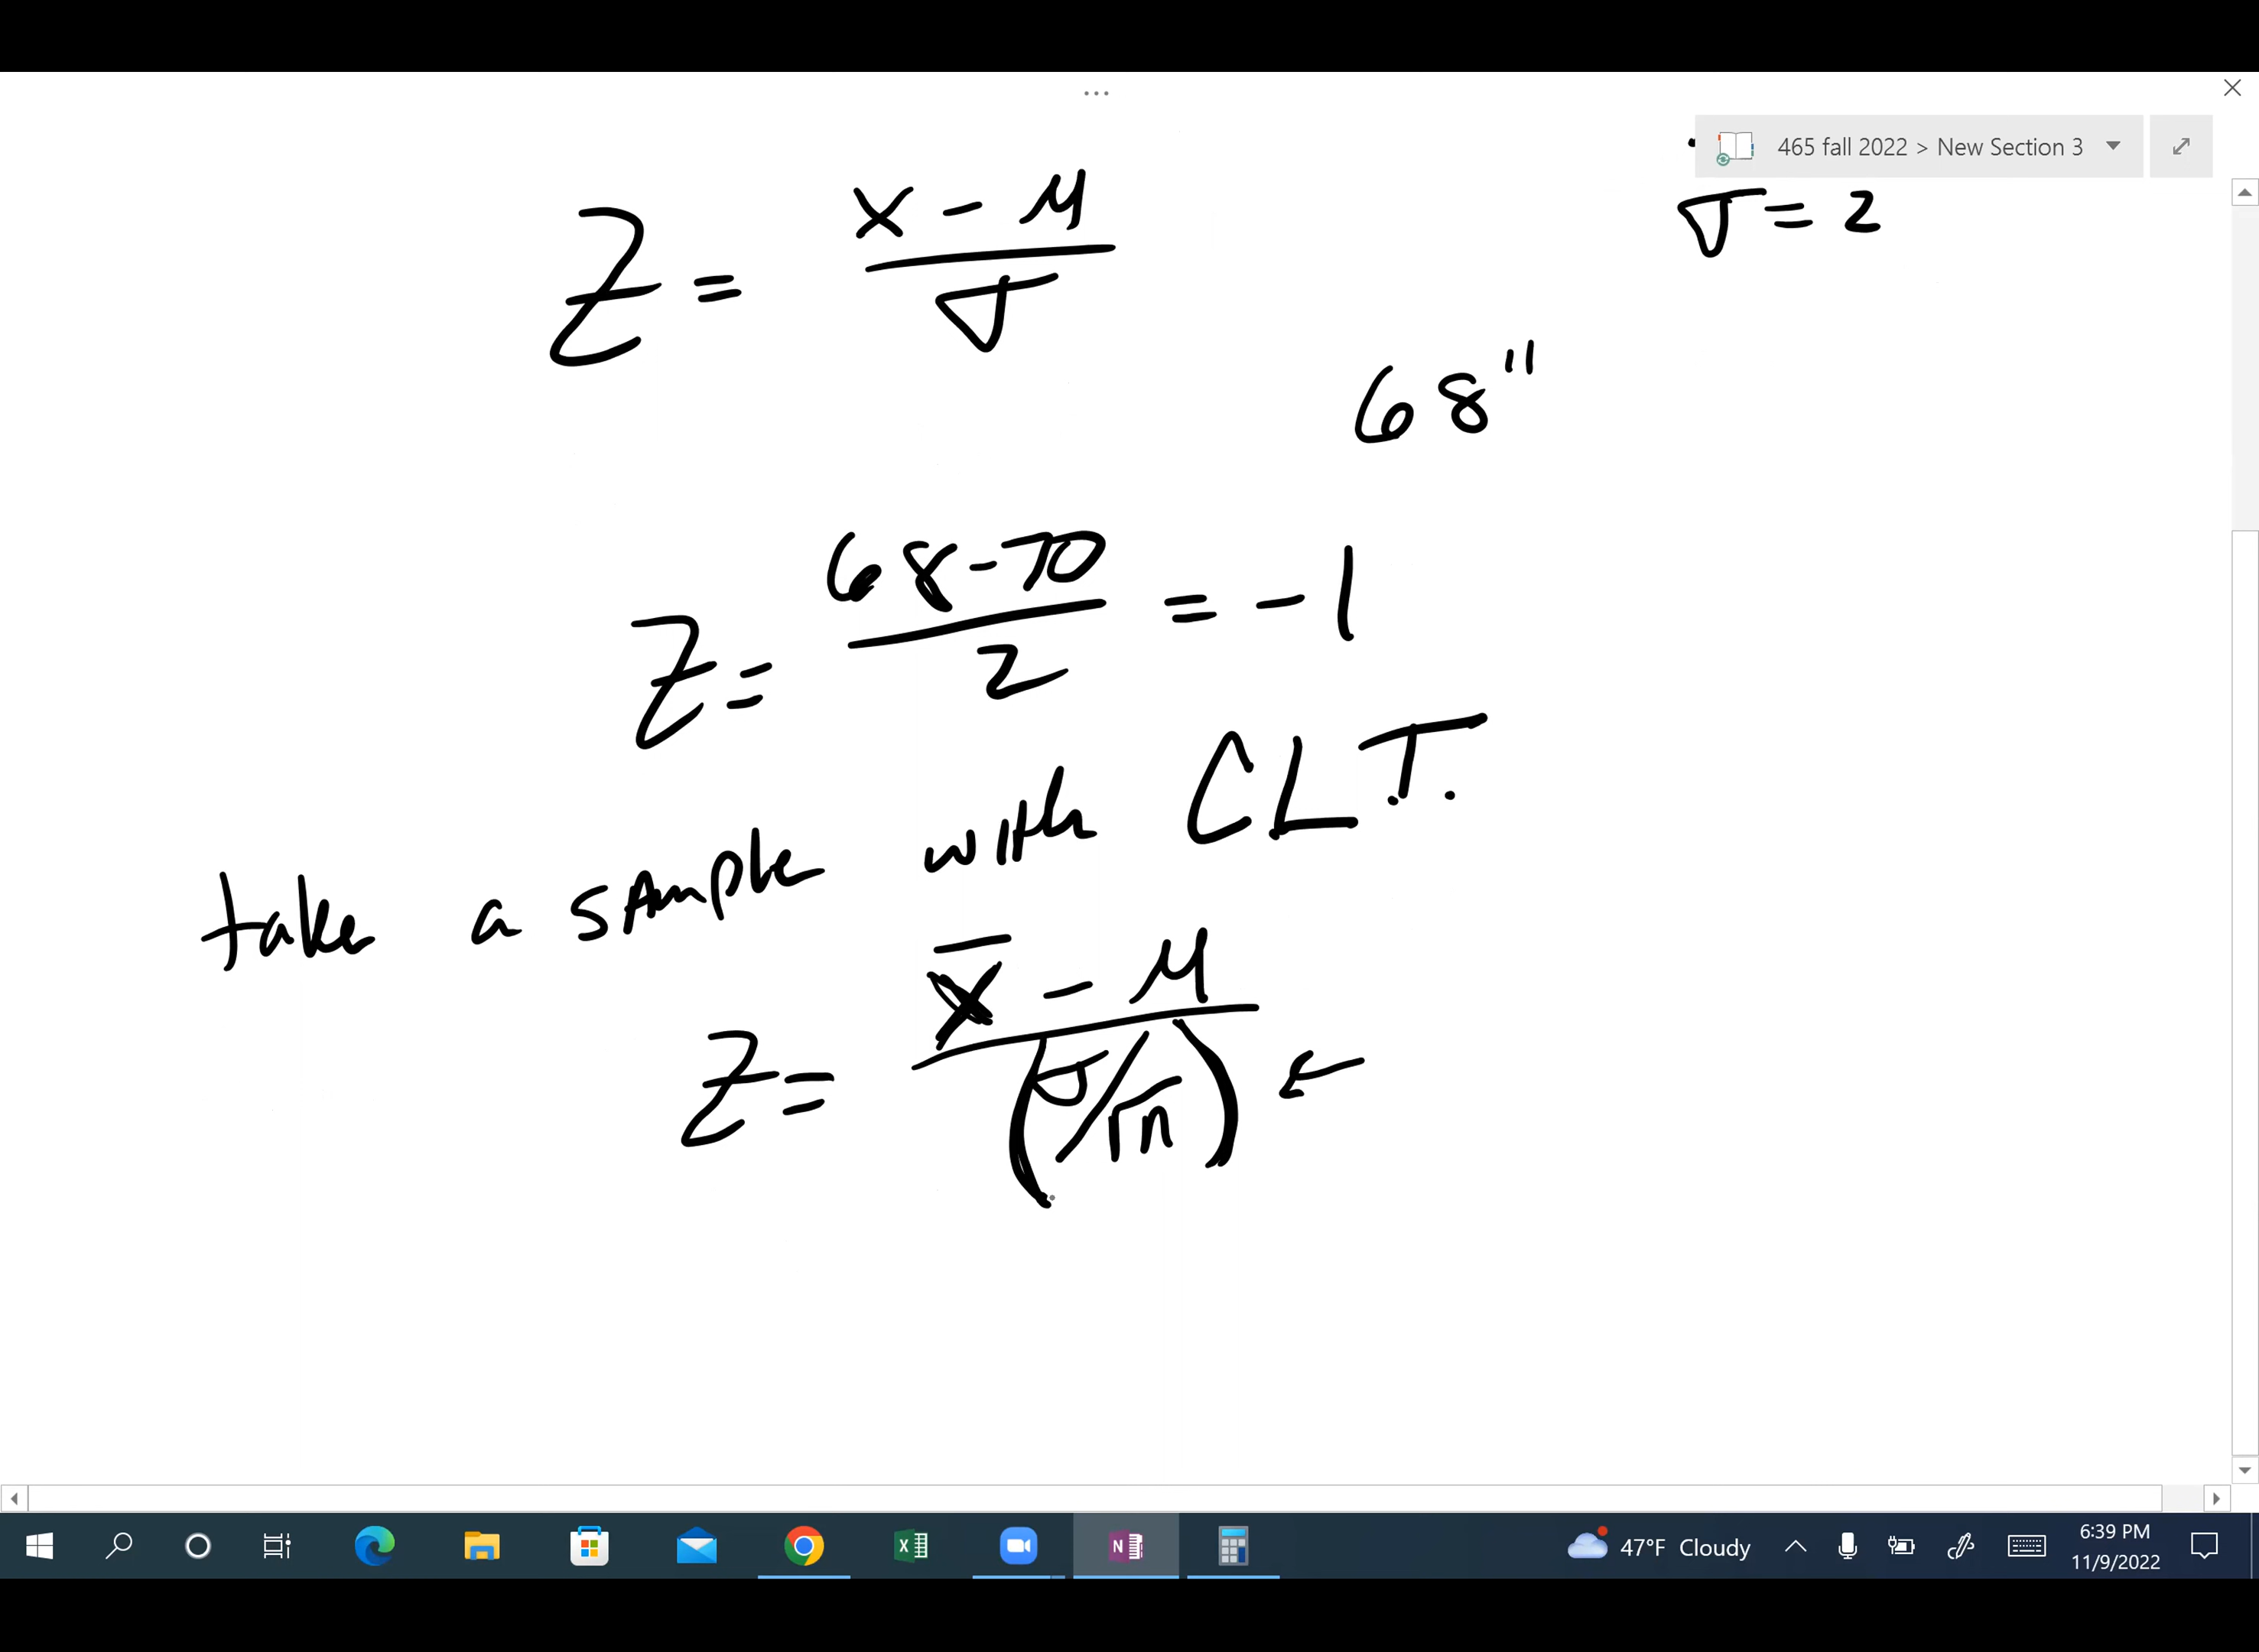 465 fall 2022 > New Section 3
Z = x - μ / σ
σ = 2
68"
Z = 68 - 70 / 2 = -1
take a sample with CLT.
Z = x̄ - μ / (σ/√n) ←
47°F Cloudy
6:39 PM
11/9/2022